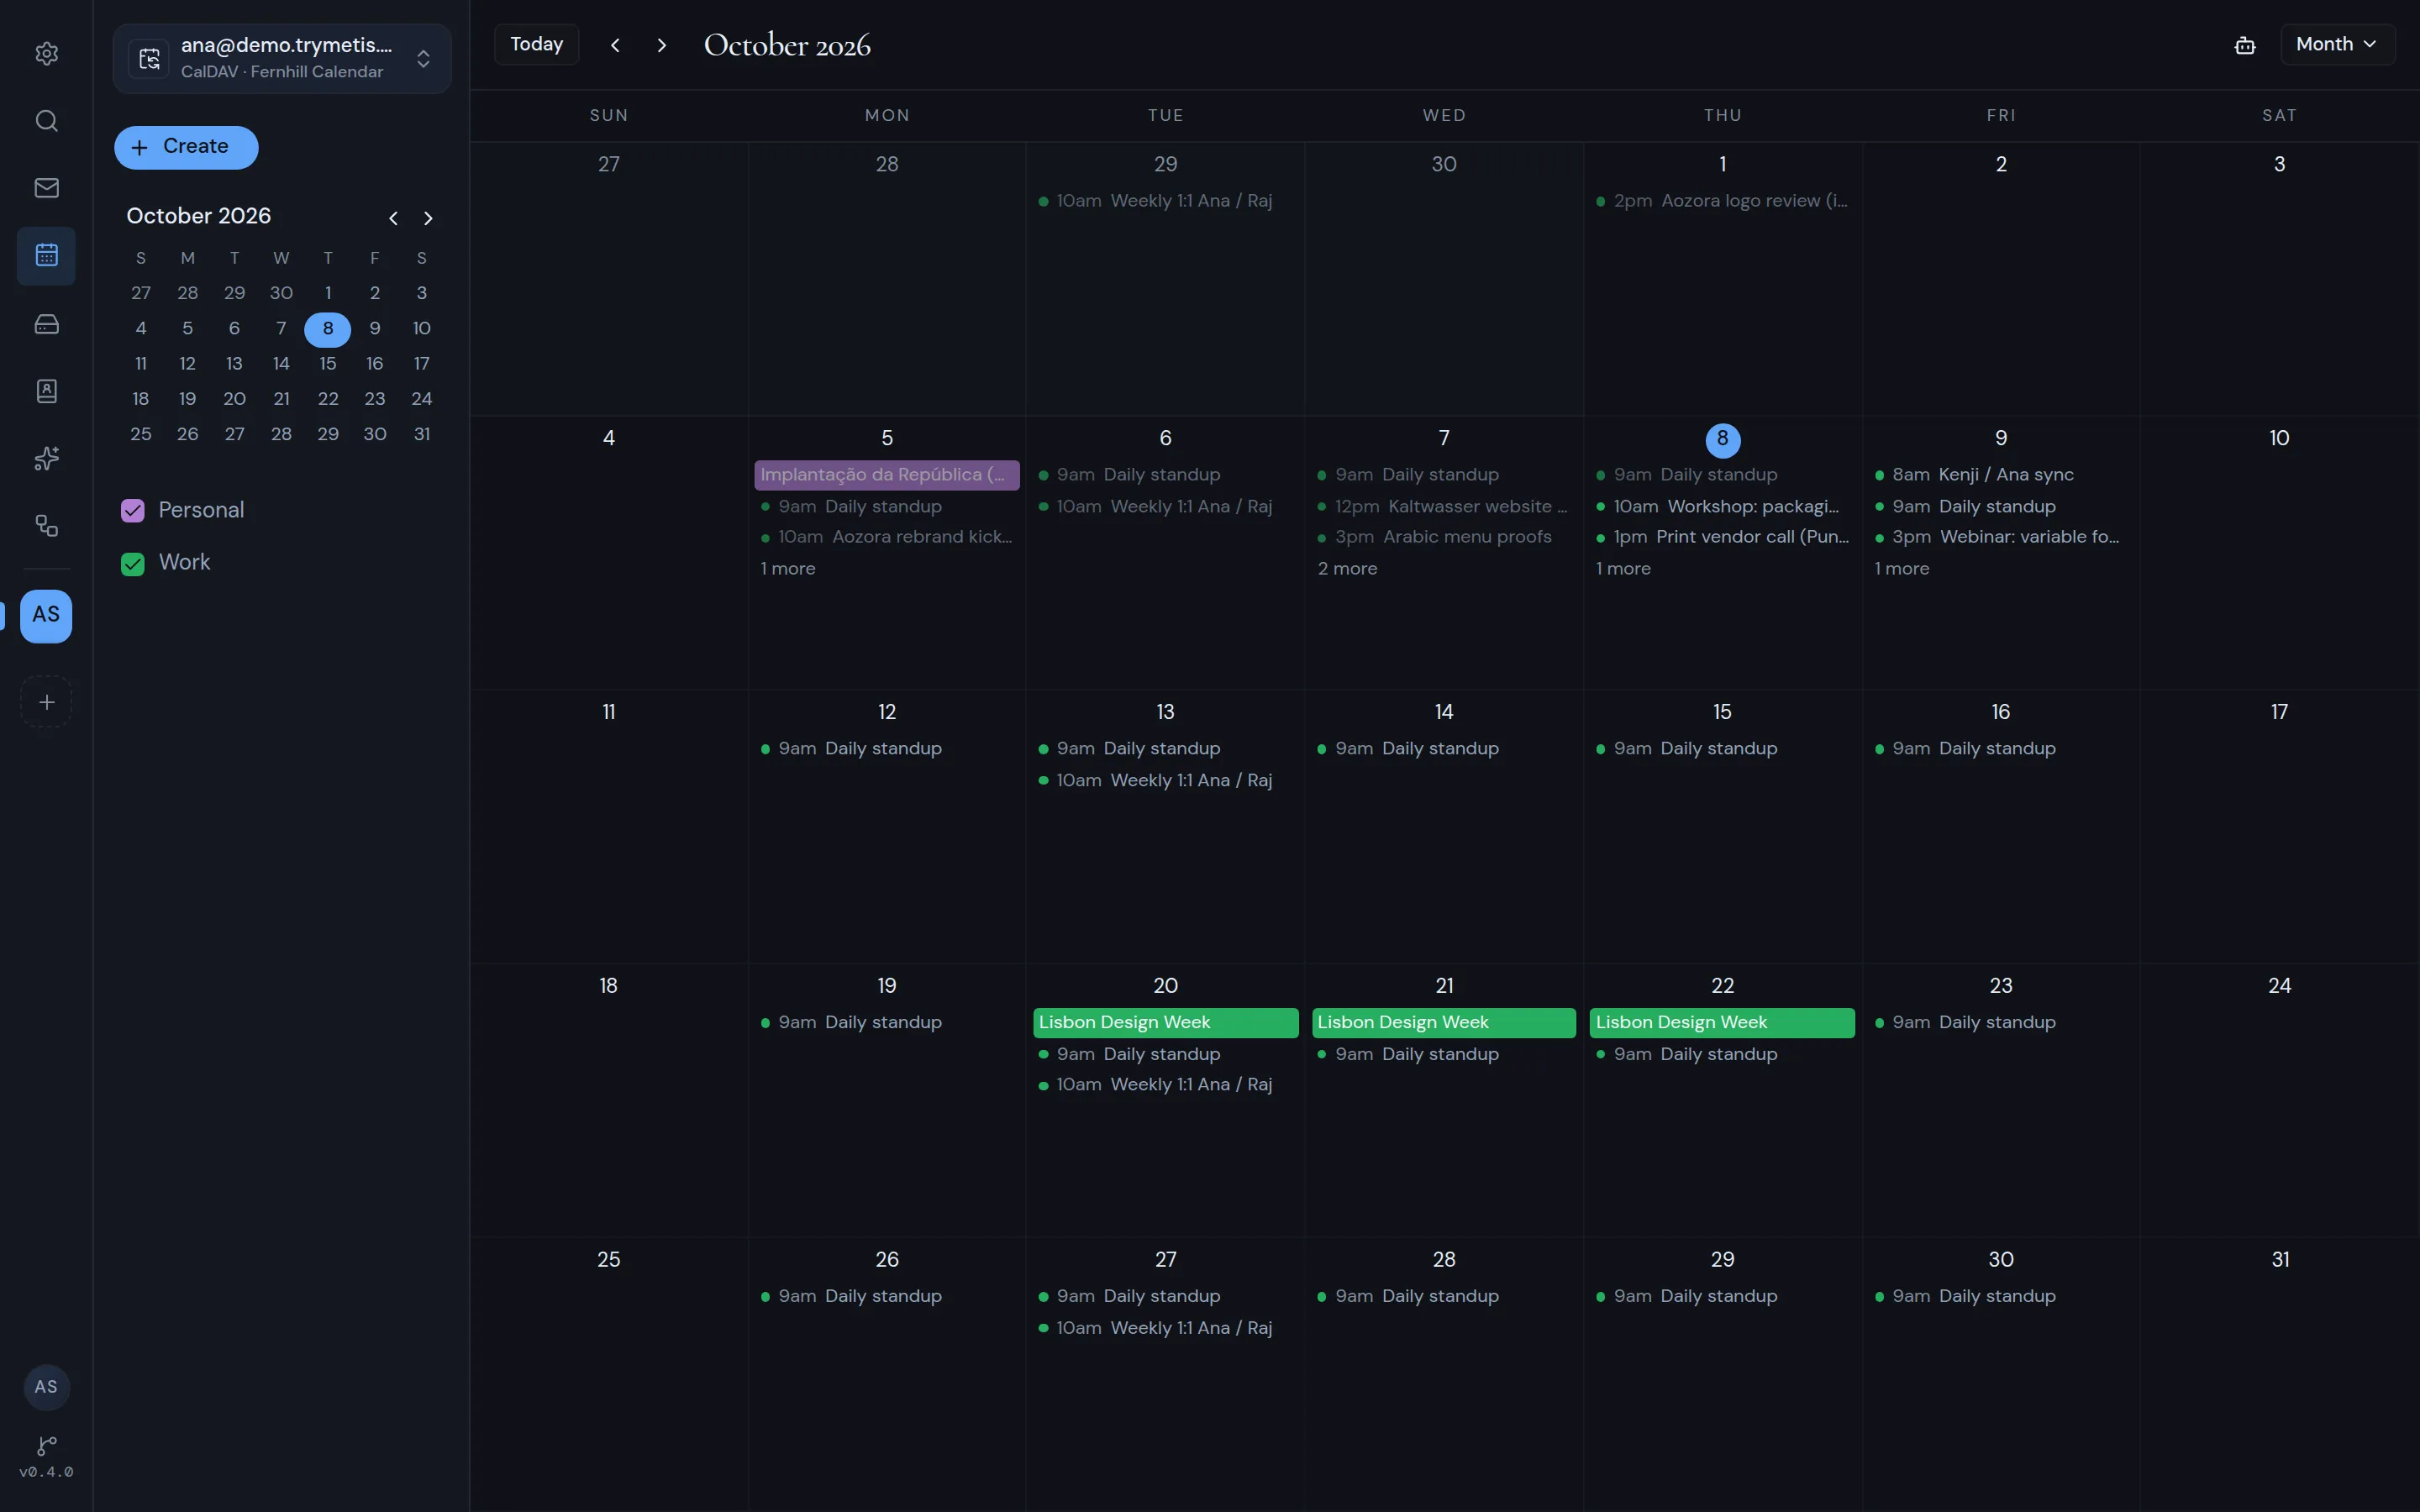 ana@demo.trymetis....
CalDAV · Fernhill Calendar
Create
October 2026
S M T W T F S
27 28 29 30 1 2 3
4 5 6 7 8 9 10
11 12 13 14 15 16 17
18 19 20 21 22 23 24
25 26 27 28 29 30 31
Personal
Work
AS
AS
v0.4.0
Today
October 2026
Month
SUN MON TUE WED THU FRI SAT
27
28
29
10am Weekly 1:1 Ana / Raj
30
1
2pm Aozora logo review (i...
2
3
4
5
Implantação da República (...
9am Daily standup
10am Aozora rebrand kick...
1 more
6
9am Daily standup
10am Weekly 1:1 Ana / Raj
7
9am Daily standup
12pm Kaltwasser website ...
3pm Arabic menu proofs
2 more
8
9am Daily standup
10am Workshop: packagi...
1pm Print vendor call (Pun...
1 more
9
8am Kenji / Ana sync
9am Daily standup
3pm Webinar: variable fo...
1 more
10
11
12
9am Daily standup
13
9am Daily standup
10am Weekly 1:1 Ana / Raj
14
9am Daily standup
15
9am Daily standup
16
9am Daily standup
17
18
19
9am Daily standup
20
Lisbon Design Week
9am Daily standup
10am Weekly 1:1 Ana / Raj
21
Lisbon Design Week
9am Daily standup
22
Lisbon Design Week
9am Daily standup
23
9am Daily standup
24
25
26
9am Daily standup
27
9am Daily standup
10am Weekly 1:1 Ana / Raj
28
9am Daily standup
29
9am Daily standup
30
9am Daily standup
31